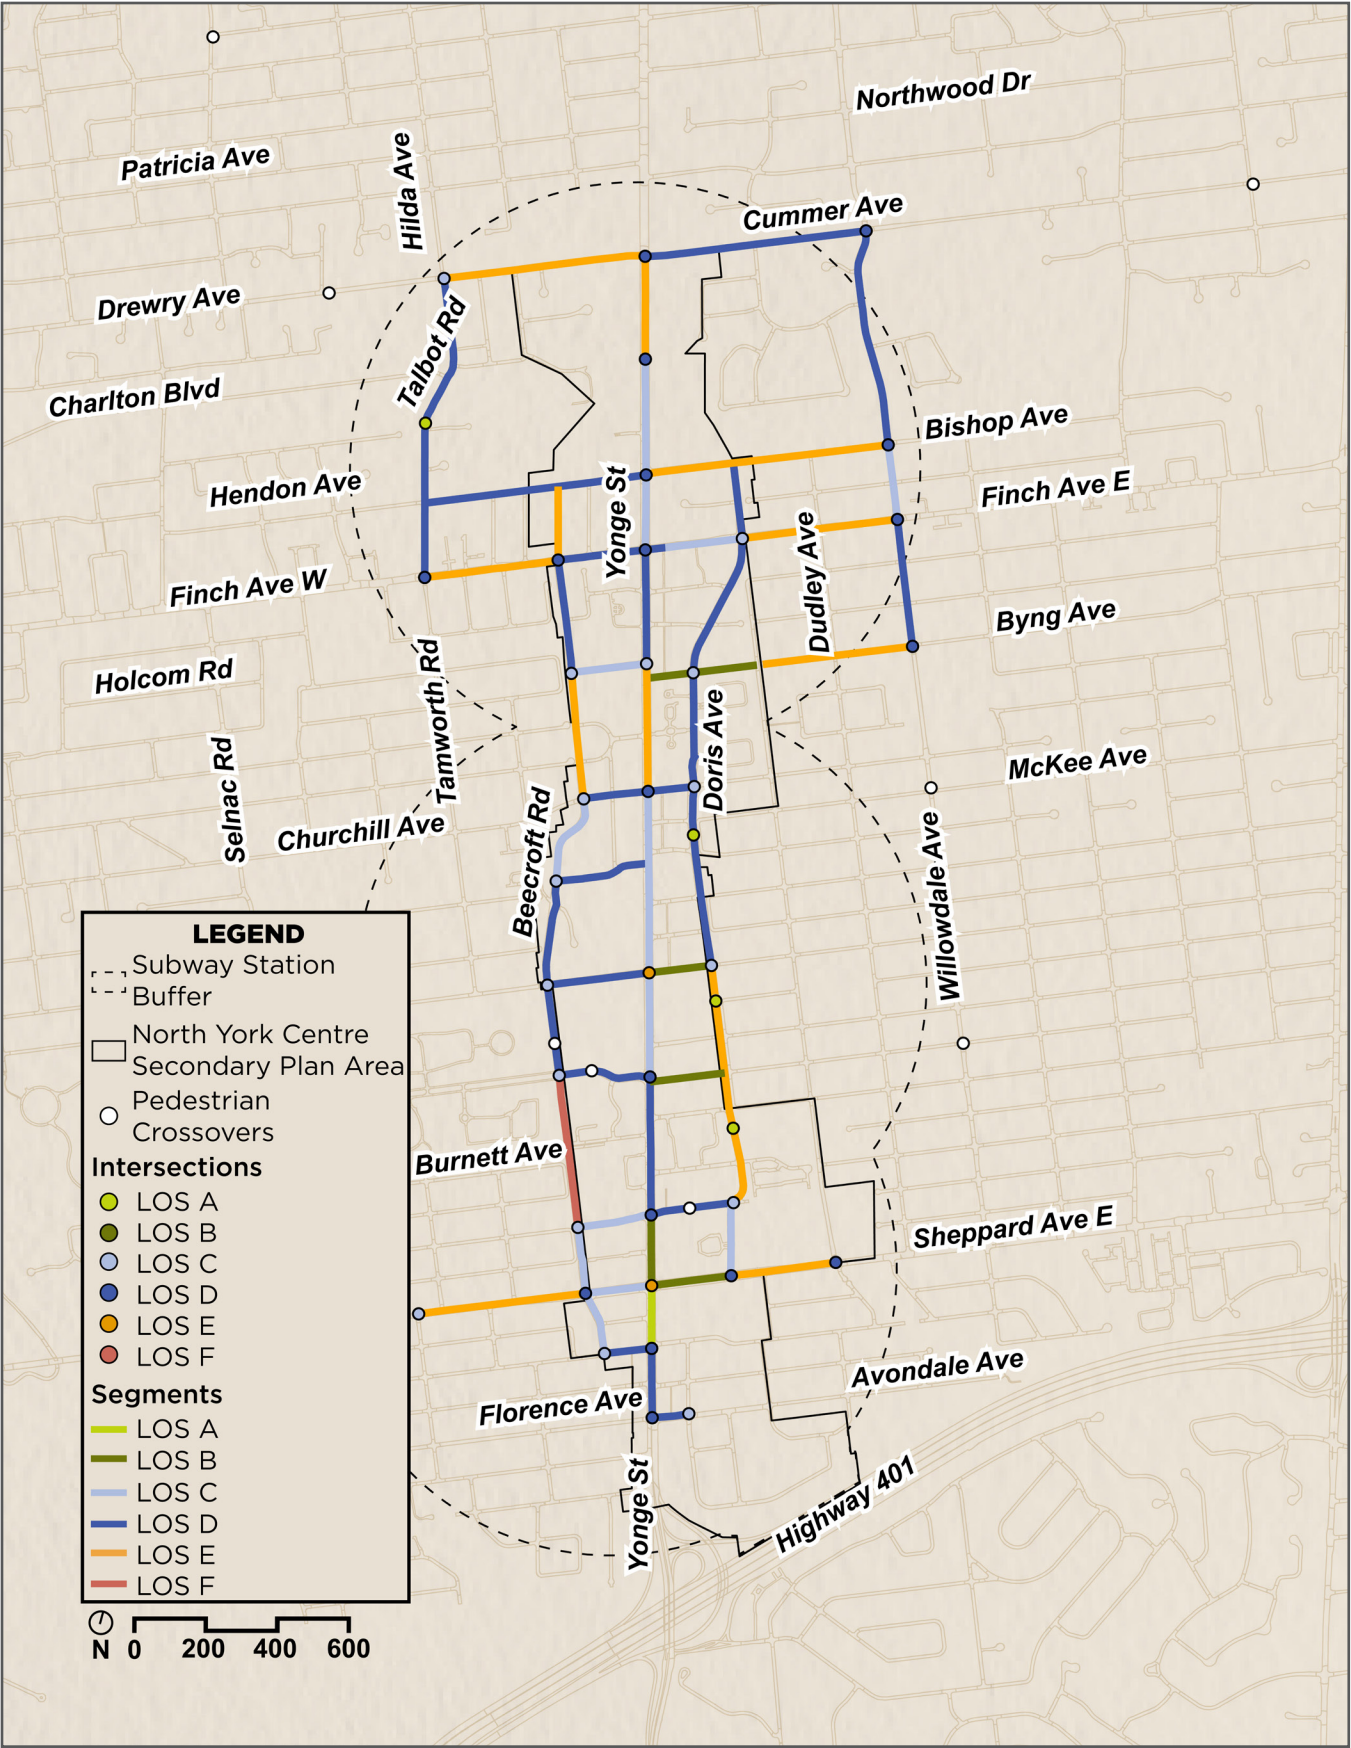 Northwood Dr
Patricia Ave
Hilda Ave
Cummer Ave
Drewry Ave
Talbot Rd
Charlton Blvd
Bishop Ave
Hendon Ave
Yonge St
Finch Ave E
Dudley Ave
Finch Ave W
Byng Ave
Holcom Rd
Tamworth Rd
Doris Ave
Selnac Rd
McKee Ave
Beecroft Rd
Churchill Ave
Willowdale Ave
LEGEND
Subway Station
Buffer
North York Centre
Secondary Plan Area
Pedestrian
Crossovers
Intersections
LOS A
LOS B
LOS C
LOS D
LOS E
LOS F
Segments
LOS A
LOS B
LOS C
LOS D
LOS E
LOS F
Burnett Ave
Sheppard Ave E
Avondale Ave
Florence Ave
Yonge St
Highway 401
N 0 200 400 600